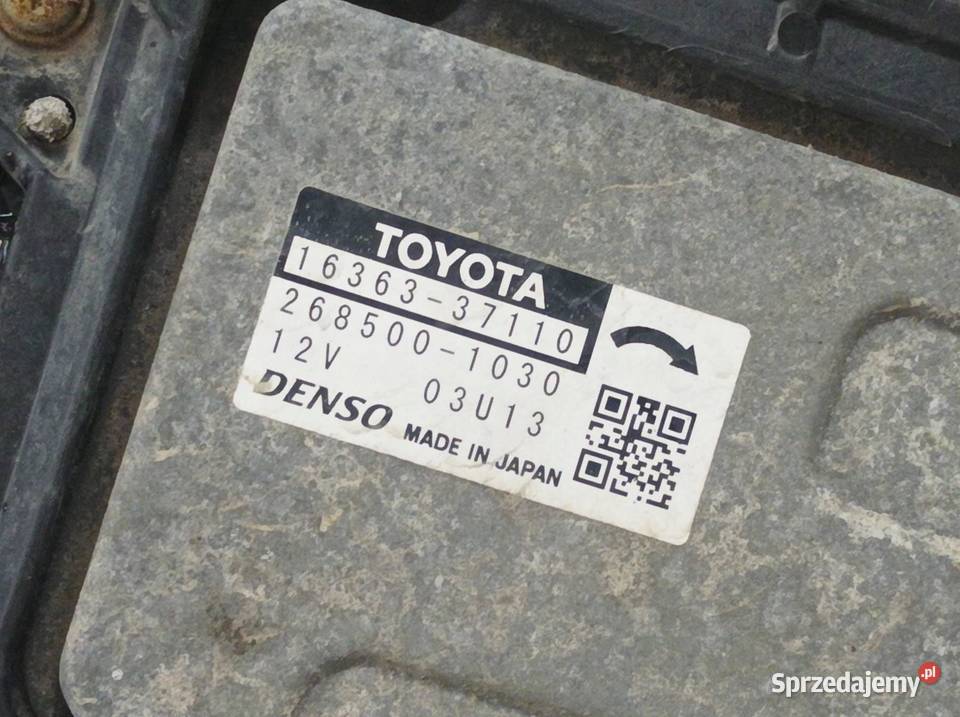 TOYOTA
16363-37110
268500-1030
12V 03U13
DENSO MADE IN JAPAN
Sprzedajemy.pl